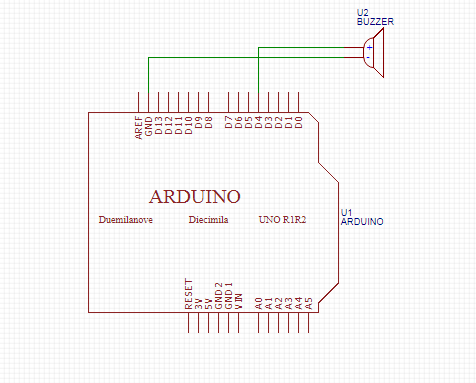 U2
BUZZER
+
-
AREF
GND
D13
D12
D11
D10
D9
D8
D7
D6
D5
D4
D3
D2
D1
D0
ARDUINO
Duemilanove Diecimila UNO R1R2
U1
ARDUINO
RESET
3V
5V
GND2
GND1
VIN
A0
A1
A2
A3
A4
A5